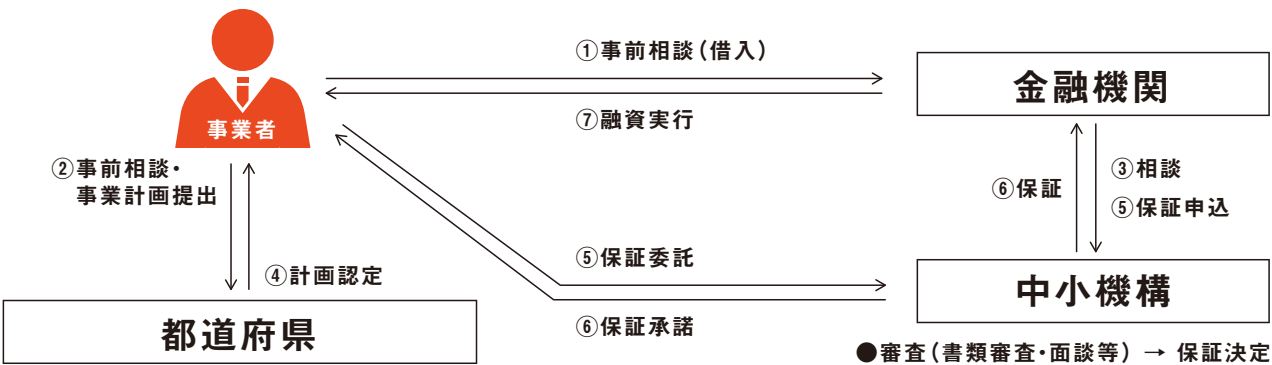 ①事前相談（借入）
金融機関
⑦融資実行
事業者
②事前相談・
事業計画提出
③相談
⑥保証
⑤保証申込
⑤保証委託
④計画認定
中小機構
都道府県
⑥保証承諾
●審査（書類審査・面談等） → 保証決定